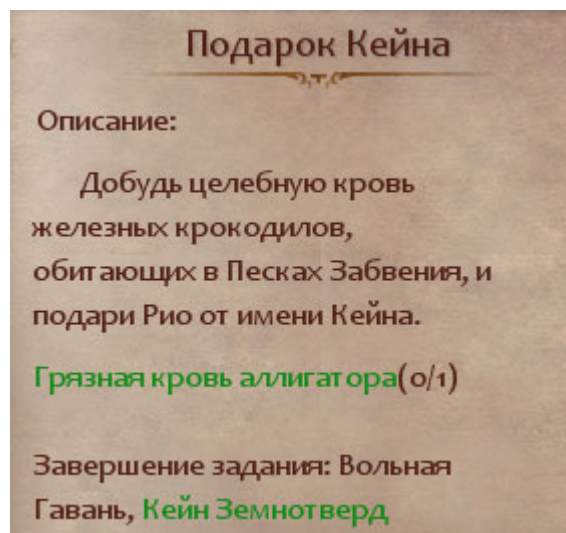 Подарок Кейна
Описание:
Добудь целебную кровь
железных крокодилов,
обитающих в Песках Забвения, и
подари Рио от имени Кейна.
Грязная кровь аллигатора(0/1)
Завершение задания: Вольная
Гавань, Кейн Земнотверд